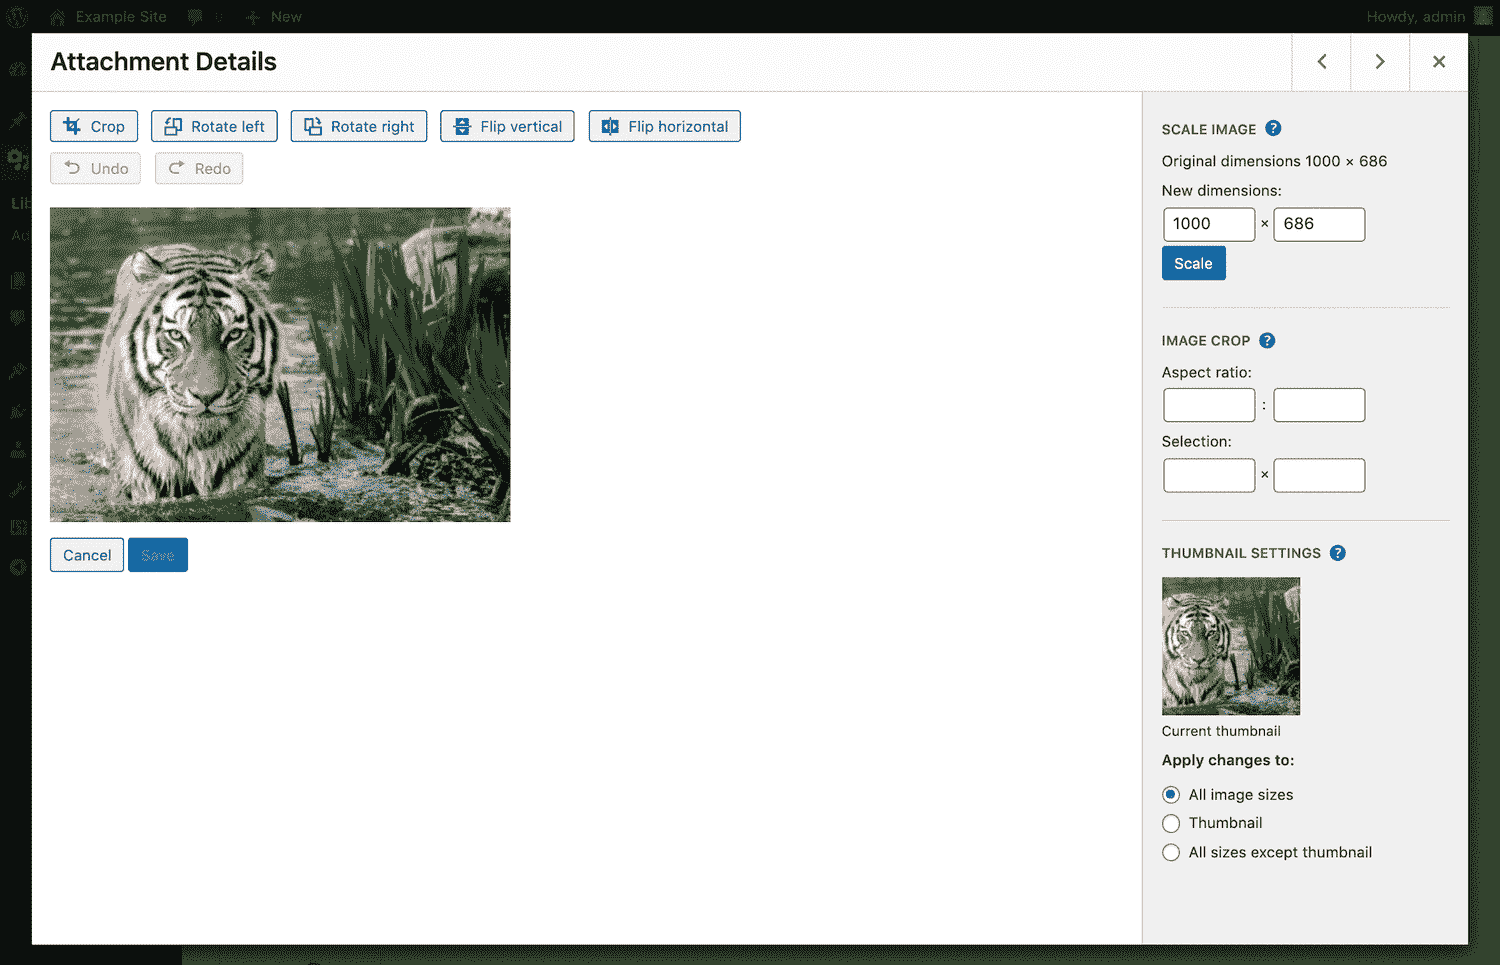 Example Site
New
Howdy, admin
Attachment Details
Crop
Rotate left
Rotate right
Flip vertical
Flip horizontal
Undo
Redo
Cancel
Save
SCALE IMAGE ?
Original dimensions 1000 × 686
New dimensions:
1000 × 686
Scale
IMAGE CROP ?
Aspect ratio:
:
Selection:
×
THUMBNAIL SETTINGS ?
Current thumbnail
Apply changes to:
All image sizes
Thumbnail
All sizes except thumbnail